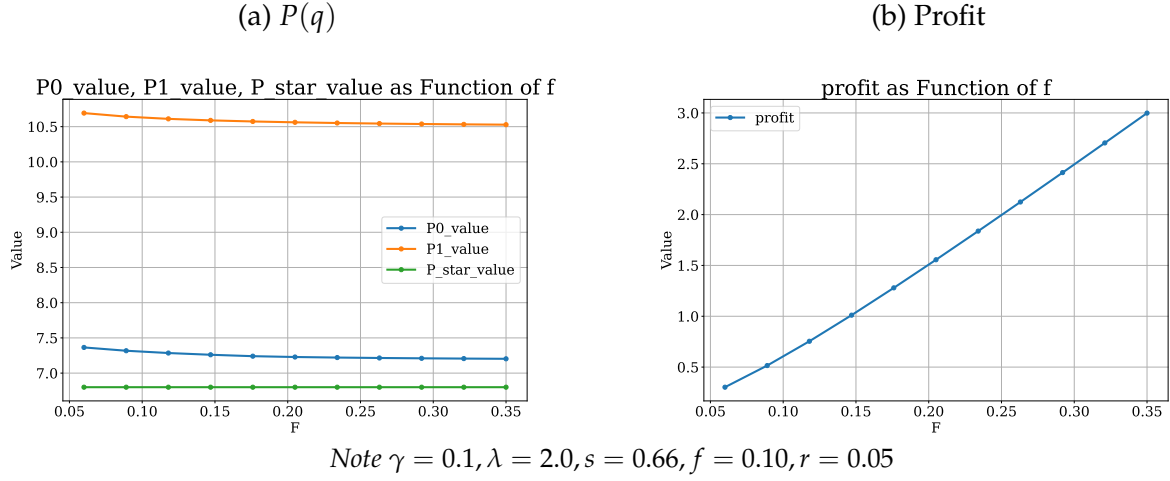 (a) P(q)
(b) Profit
P0_value, P1_value, P_star_value as Function of f
10.5
10.0
9.5
9.0
8.5
8.0
7.5
7.0
Value
P0_value
P1_value
P_star_value
0.05 0.10 0.15 0.20 0.25 0.30 0.35
F
profit as Function of f
3.0
2.5
2.0
1.5
1.0
0.5
Value
profit
0.05 0.10 0.15 0.20 0.25 0.30 0.35
F
Note γ = 0.1, λ = 2.0, s = 0.66, f = 0.10, r = 0.05